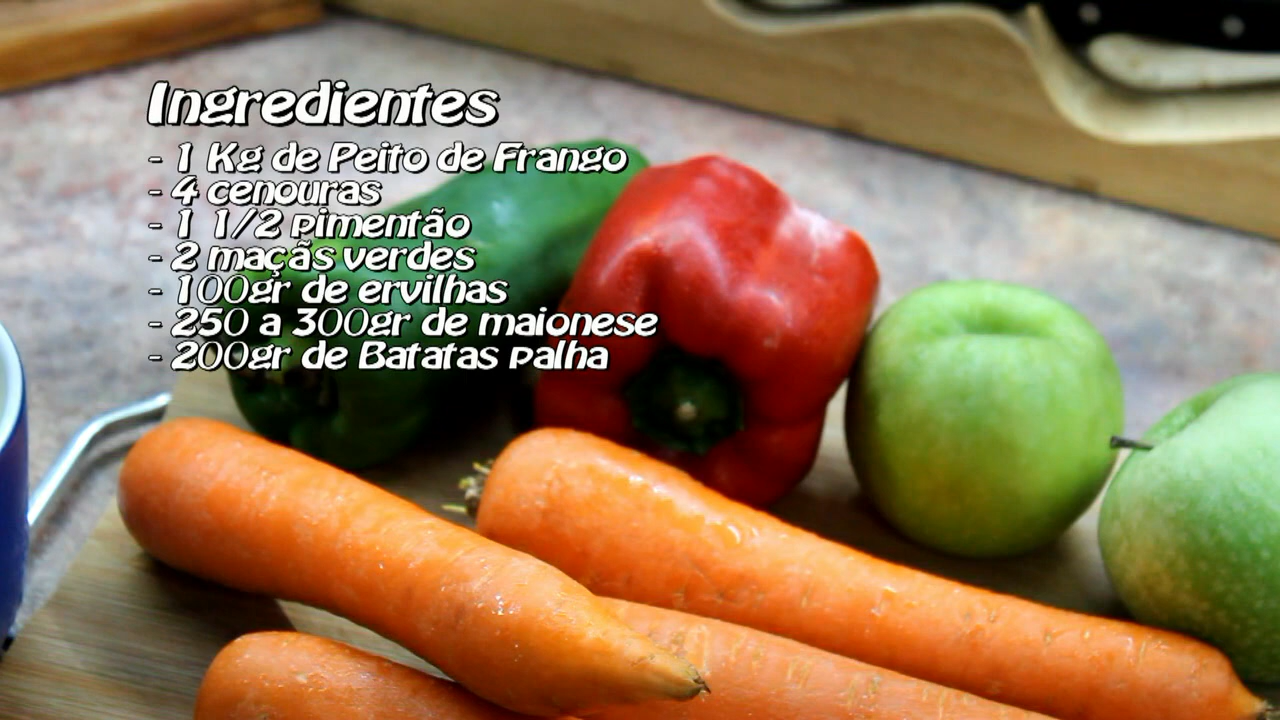 Ingredientes
- 1 Kg de Peito de Frango
- 4 cenouras
- 1 1/2 pimentão
- 2 maçãs verdes
- 100gr de ervilhas
- 250 a 300gr de maionese
- 200gr de Batatas palha